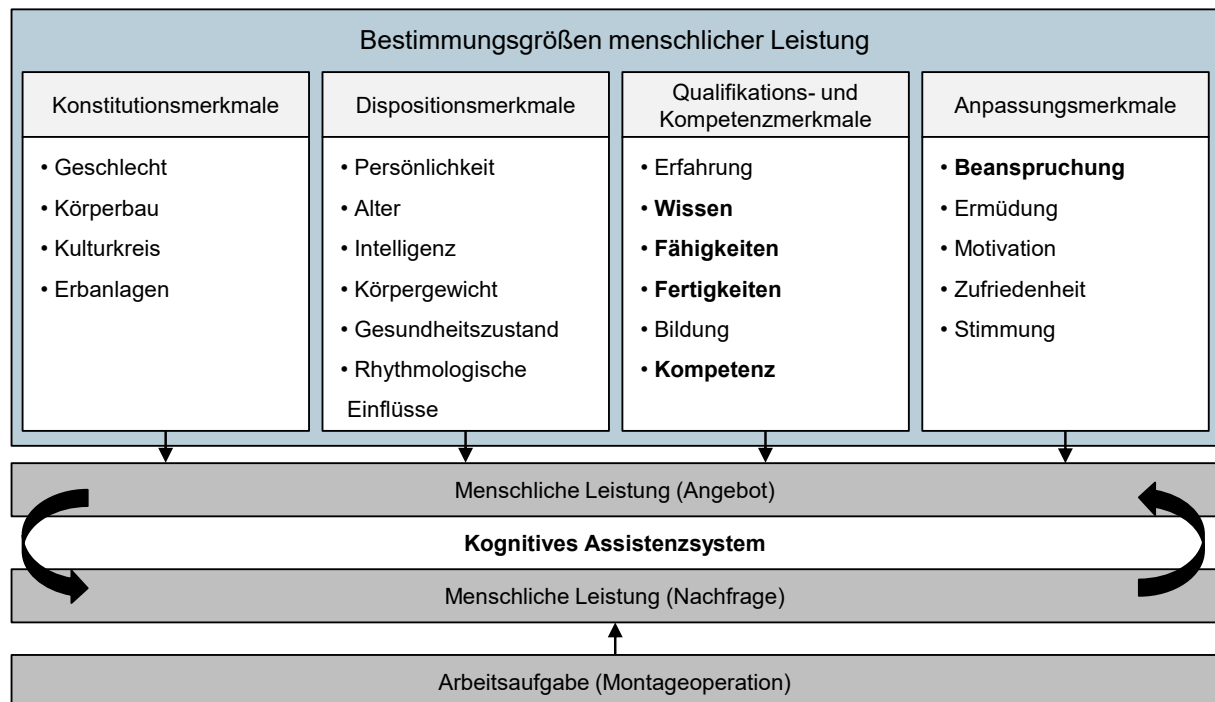 Bestimmungsgrößen menschlicher Leistung
Konstitutionsmerkmale
• Geschlecht
• Körperbau
• Kulturkreis
• Erbanlagen
Dispositionsmerkmale
• Persönlichkeit
• Alter
• Intelligenz
• Körpergewicht
• Gesundheitszustand
• Rhythmologische
Einflüsse
Qualifikations- und
Kompetenzmerkmale
• Erfahrung
• Wissen
• Fähigkeiten
• Fertigkeiten
• Bildung
• Kompetenz
Anpassungsmerkmale
• Beanspruchung
• Ermüdung
• Motivation
• Zufriedenheit
• Stimmung
Menschliche Leistung (Angebot)
Kognitives Assistenzsystem
Menschliche Leistung (Nachfrage)
Arbeitsaufgabe (Montageoperation)